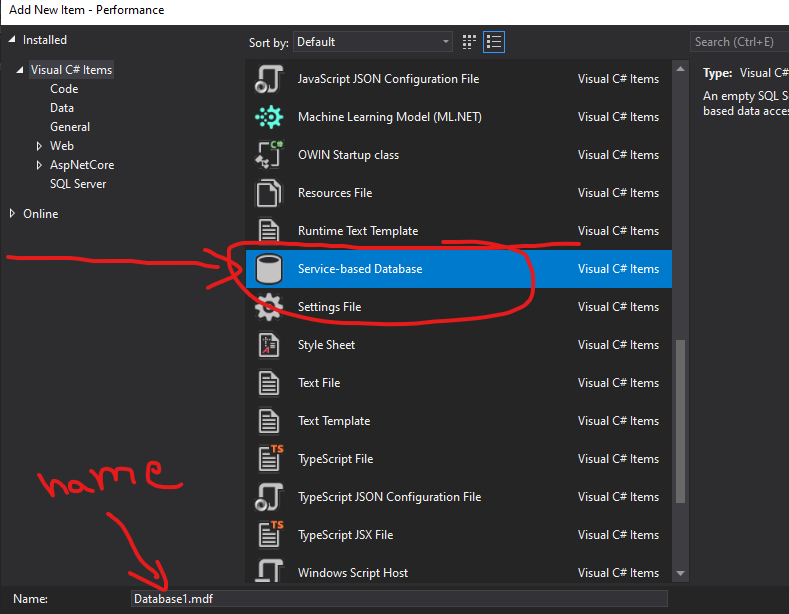 Add New Item - Performance
Installed
Sort by: Default
Search (Ctrl+E)
Visual C# Items
Code
Data
General
Web
AspNetCore
SQL Server
Online
JavaScript JSON Configuration File Visual C# Items
Machine Learning Model (ML.NET) Visual C# Items
C#
OWIN Startup class Visual C# Items
Resources File Visual C# Items
Runtime Text Template Visual C# Items
Service-based Database Visual C# Items
Settings File Visual C# Items
Style Sheet Visual C# Items
Text File Visual C# Items
Text Template Visual C# Items
TS
TypeScript File Visual C# Items
TypeScript JSON Configuration File Visual C# Items
TS
TypeScript JSX File Visual C# Items
Windows Script Host Visual C# Items
Type: Visual C#
An empty SQL S
based data acces
name
Name: Database1.mdf